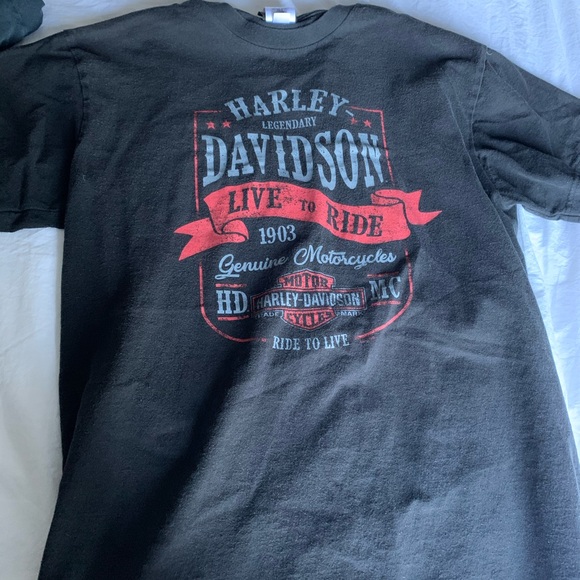 HARLEY-
LEGENDARY
DAVIDSON
LIVE TO RIDE
1903
Genuine Motorcycles
MOTOR
HD HARLEY-DAVIDSON MC
CYCLES
RIDE TO LIVE